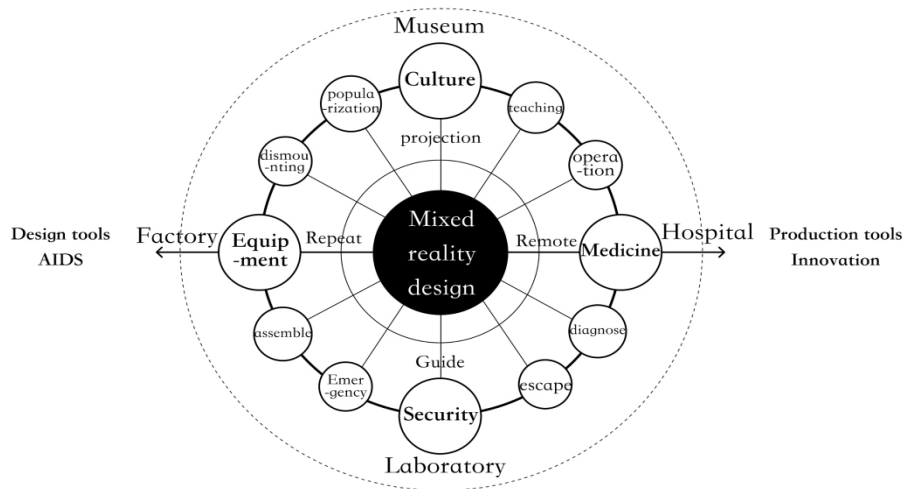 Museum
Culture
popula
-rization
teaching
projection
dismou
-nting
opera
-tion
Mixed
reality
design
Design tools
AIDS
Factory
Equip
-ment
Repeat
Remote
Medicine
Hospital
Production tools
Innovation
assemble
diagnose
Guide
Emer
-gency
escape
Security
Laboratory